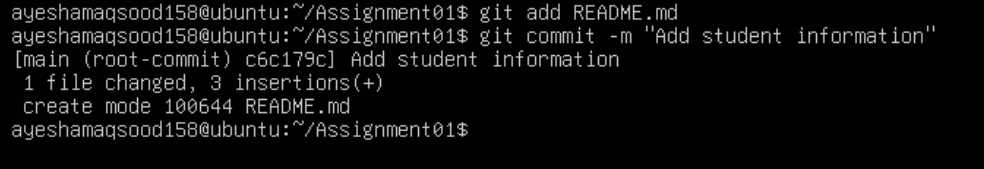 ayeshamaqsood158@ubuntu:~/Assignment01$ git add README.md
ayeshamaqsood158@ubuntu:~/Assignment01$ git commit -m "Add student information"
[main (root-commit) c6c179c] Add student information
 1 file changed, 3 insertions(+)
 create mode 100644 README.md
ayeshamaqsood158@ubuntu:~/Assignment01$